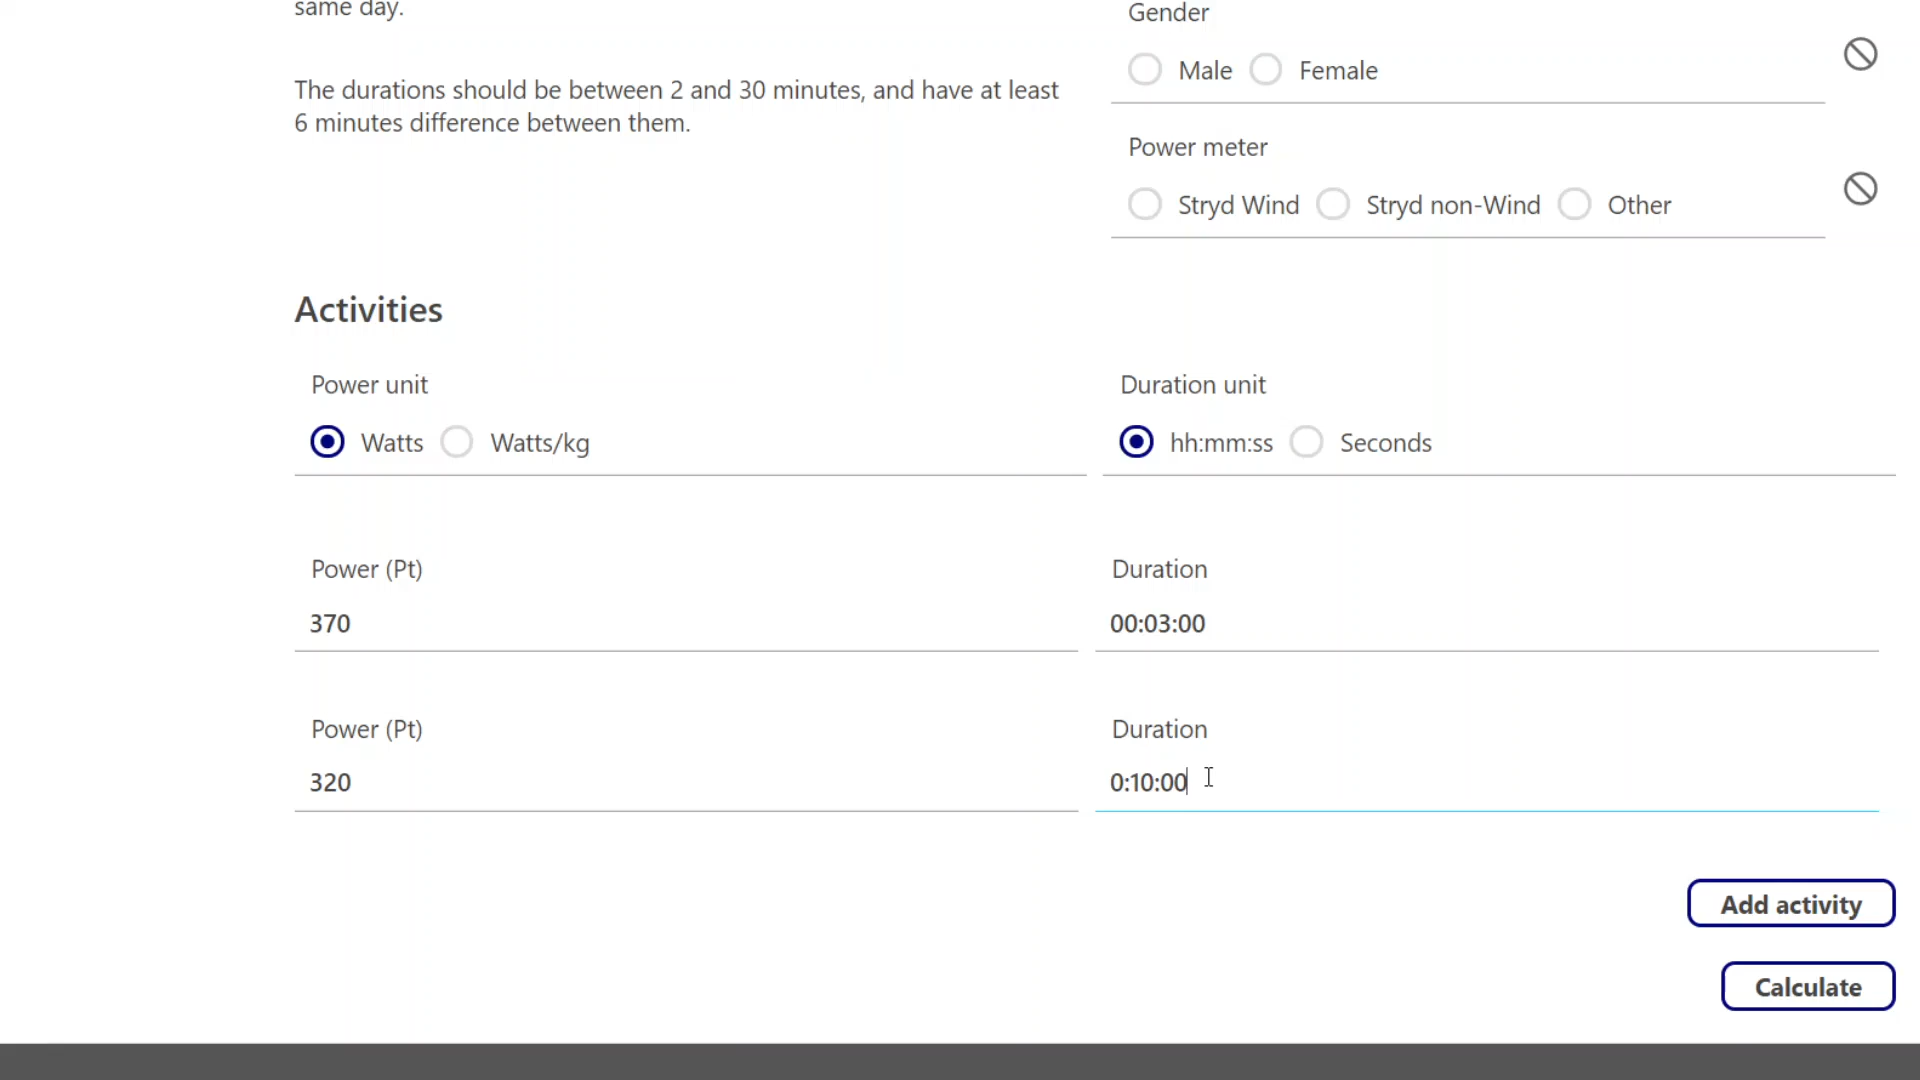 same day.
The durations should be between 2 and 30 minutes, and have at least
6 minutes difference between them.
Gender
Male Female
Power meter
Stryd Wind Stryd non-Wind Other
Activities
Power unit
Watts Watts/kg
Duration unit
hh:mm:ss Seconds
Power (Pt)
370
Duration
00:03:00
Power (Pt)
320
Duration
0:10:00
Add activity
Calculate